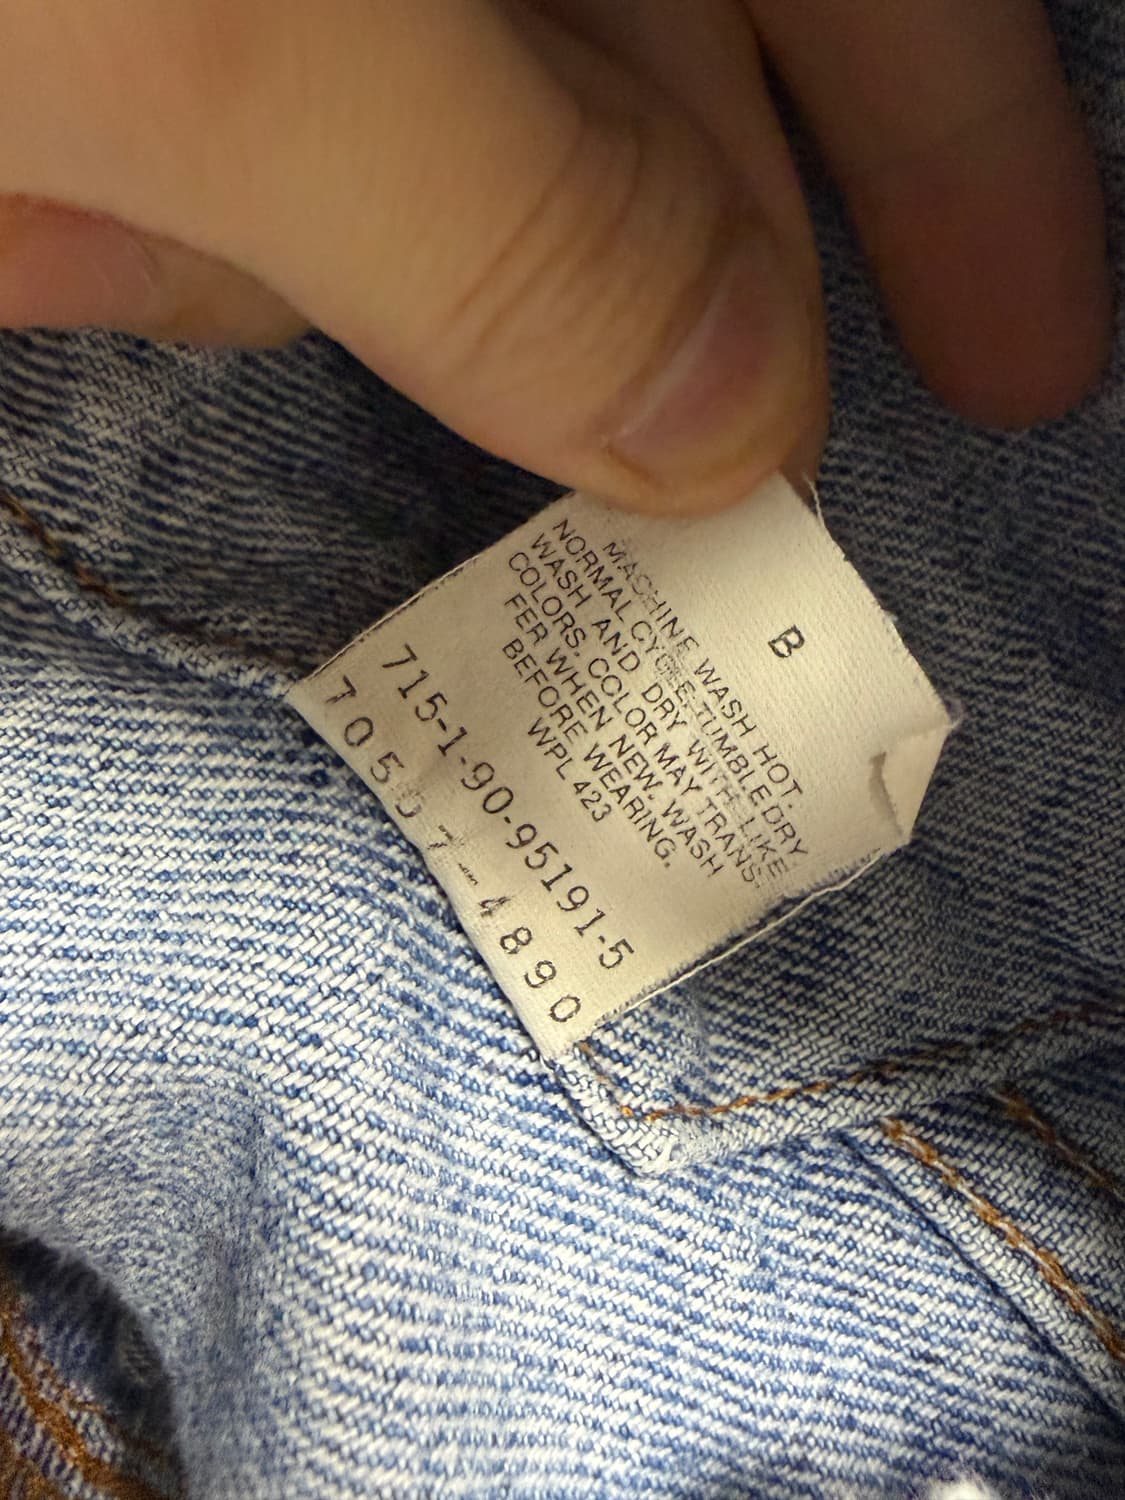 B
MACHINE WASH HOT.
NORMAL CYCLE. TUMBLE DRY
WASH AND DRY WITH LIKE
COLORS. COLOR MAY TRANS-
FER WHEN NEW. WASH
BEFORE WEARING.
WPL 423
715-1-90-95191-5
70507-4890